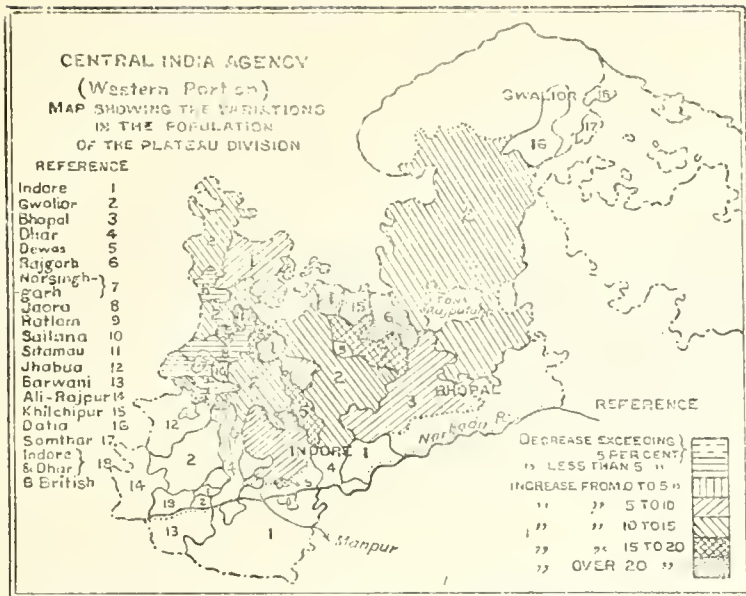 CENTRAL INDIA AGENCY
(Western Portion)
MAP SHOWING THE VARIATIONS
IN THE POPULATION
OF THE PLATEAU DIVISION
REFERENCE
Indore 1
Gwalior 2
Bhopal 3
Dhar 4
Dewas 5
Rajgarh 6
Narsingh-
garh } 7
Jaora 8
Ratlam 9
Sailana 10
Sitamau 11
Jhabua 12
Barwani 13
Ali-Rajpur 14
Khilchipur 15
Datia 16
Samthar 17
Indore
& Dhar } 18
& British
GWALIOR
16
17
1
1
15
6
2
3
BHOPAL
Narbada R.
INDORE
4
1
12
2
14
13
2
1
Manpur
REFERENCE
DECREASE EXCEEDING }
5 PER CENT }
" LESS THAN 5 "
INCREASE FROM 0 TO 5 "
" " 5 TO 10
" " 10 TO 15
" " 15 TO 20
" OVER 20 "